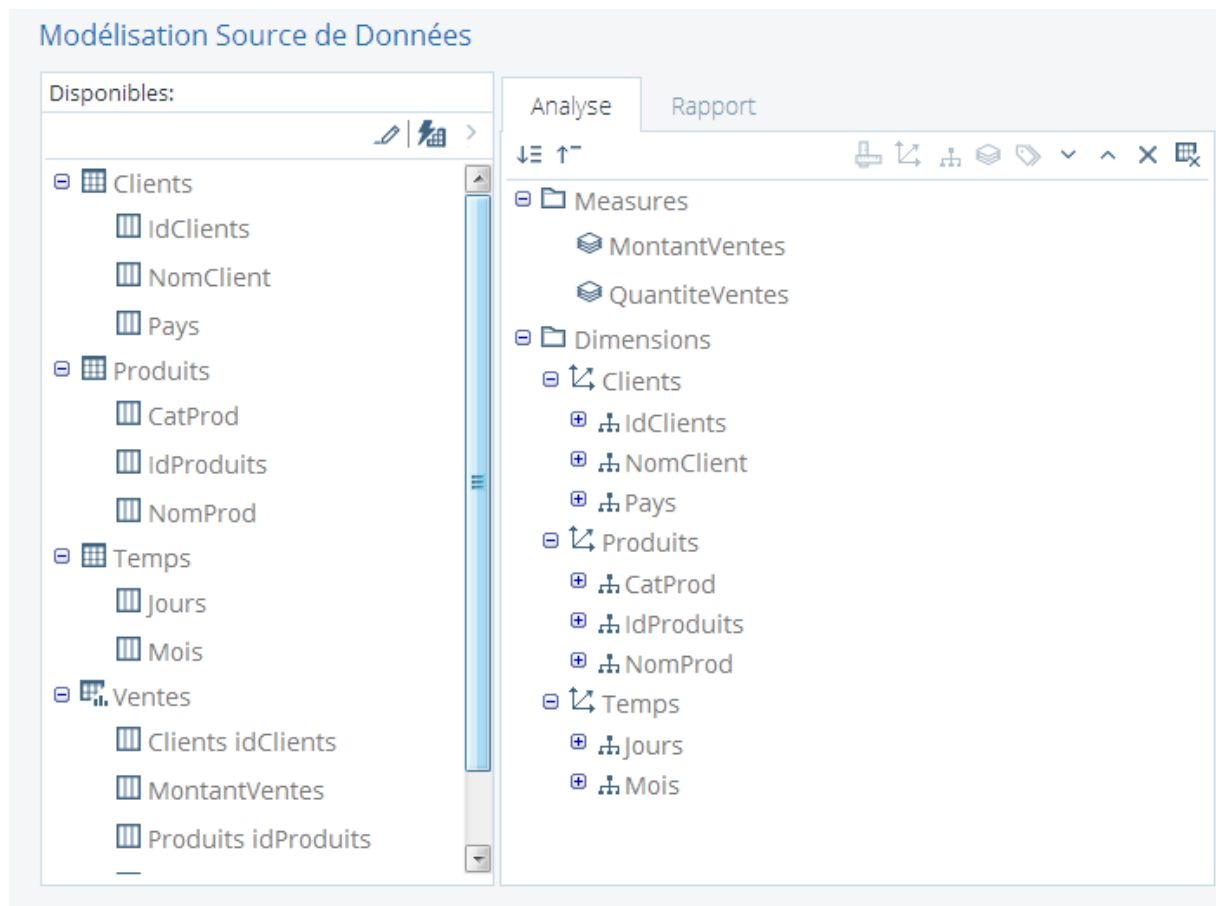 Modélisation Source de Données
Disponibles:
Clients
IdClients
NomClient
Pays
Produits
CatProd
IdProduits
NomProd
Temps
Jours
Mois
Ventes
Clients idClients
MontantVentes
Produits idProduits
Analyse
Rapport
Measures
MontantVentes
QuantiteVentes
Dimensions
Clients
IdClients
NomClient
Pays
Produits
CatProd
IdProduits
NomProd
Temps
Jours
Mois